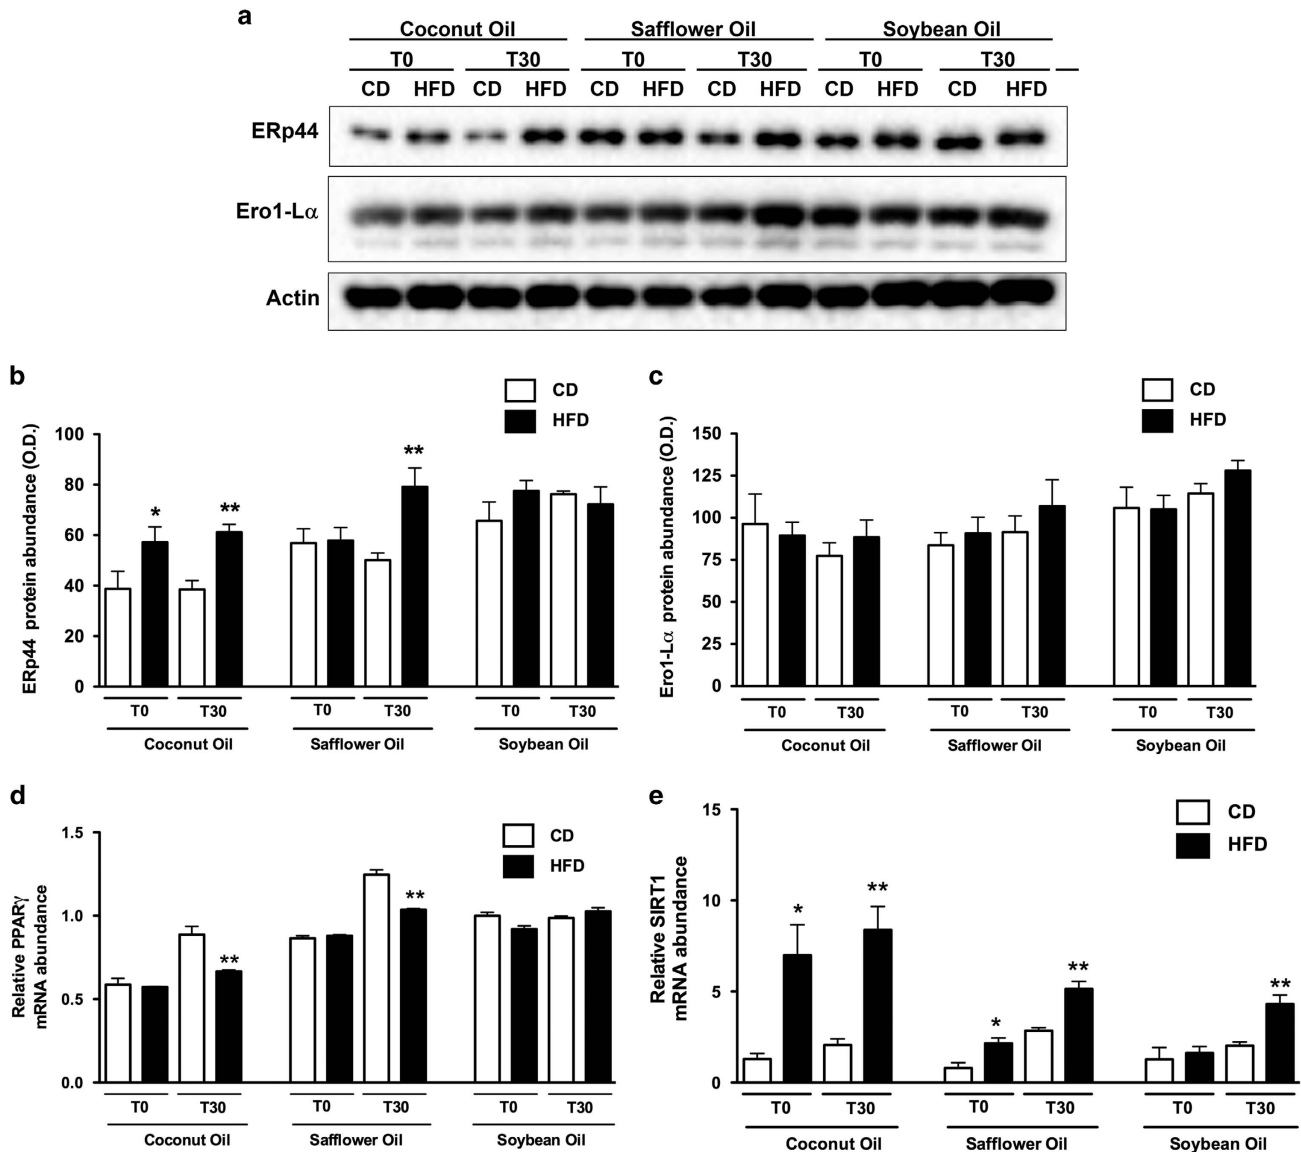 a
Coconut Oil Safflower Oil Soybean Oil
T0 T30 T0 T30 T0 T30
CD HFD CD HFD CD HFD CD HFD CD HFD CD HFD
ERp44
Ero1-Lα
Actin
b
CD
HFD
ERp44 protein abundance (O.D.)
100
80
60
40
20
0
* ** **
T0 T30 T0 T30 T0 T30
Coconut Oil Safflower Oil Soybean Oil
c
CD
HFD
Ero1-Lα protein abundance (O.D.)
150
125
100
75
50
25
0
T0 T30 T0 T30 T0 T30
Coconut Oil Safflower Oil Soybean Oil
d
CD
HFD
Relative PPARγ
mRNA abundance
1.5
1.0
0.5
0.0
** **
T0 T30 T0 T30 T0 T30
Coconut Oil Safflower Oil Soybean Oil
e
CD
HFD
Relative SIRT1
mRNA abundance
15
10
5
0
* ** * ** **
T0 T30 T0 T30 T0 T30
Coconut Oil Safflower Oil Soybean Oil